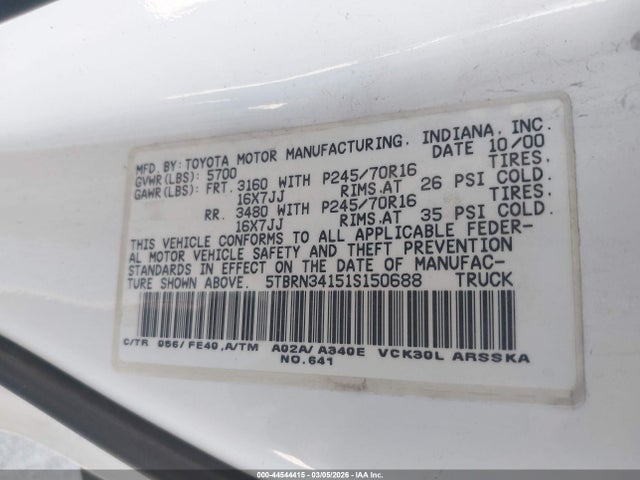 MFD. BY: TOYOTA MOTOR MANUFACTURING, INDIANA, INC.
GVWR(LBS): 5700 DATE 10/00
GAWR(LBS): FRT. 3160 WITH P245/70R16 TIRES,
16X7JJ RIMS,AT 26 PSI COLD.
RR. 3480 WITH P245/70R16 TIRES,
16X7JJ RIMS,AT 35 PSI COLD.
THIS VEHICLE CONFORMS TO ALL APPLICABLE FEDER-
AL MOTOR VEHICLE SAFETY AND THEFT PREVENTION
STANDARDS IN EFFECT ON THE DATE OF MANUFAC-
TURE SHOWN ABOVE. 5TBRN34151S150688 TRUCK
C/TR 056/ FE40,A/TM A02A/ A340E VCK30L ARSSKA
NO.641
000-44544415 - 03/05/2026 - IAAI.COM